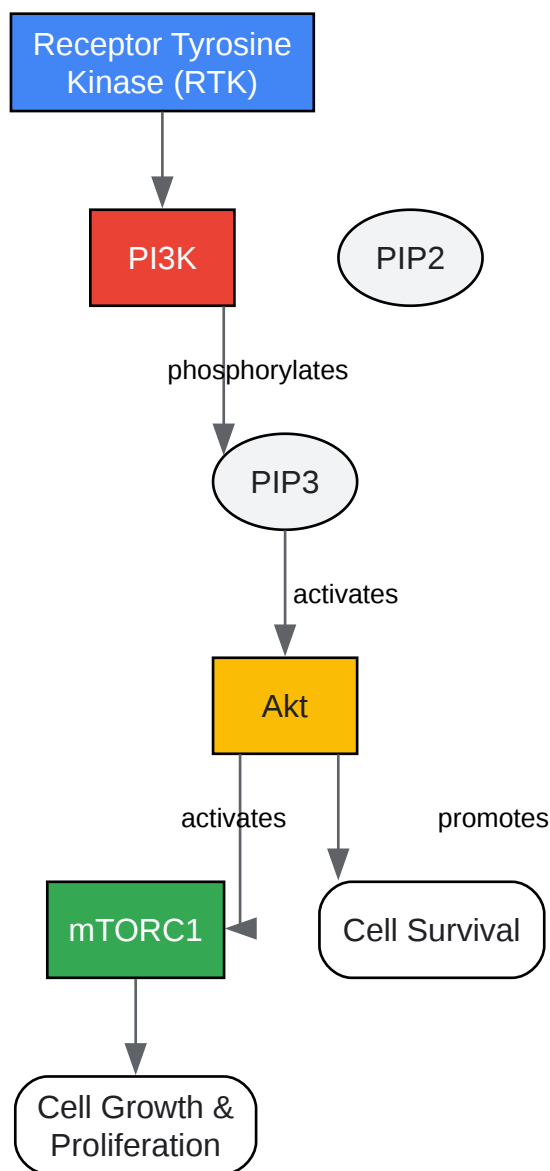 Receptor Tyrosine
Kinase (RTK)
PI3K
PIP2
phosphorylates
PIP3
activates
Akt
activates
promotes
mTORC1
Cell Survival
Cell Growth &
Proliferation